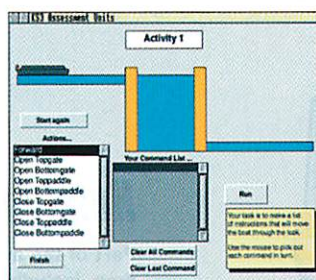 KS3 Assessment Units
Activity 1
Start again
Actions...
Forward
Open Topgate
Open Bottomgate
Open Toppaddle
Open Bottompaddle
Close Topgate
Close Bottomgate
Close Toppaddle
Close Bottompaddle
Finish
Your Command List ...
Clear All Commands
Clear Last Command
Run
Your task is to make a list
of instructions that will move
the boat through the lock.
Use the mouse to pick out
each command in turn.